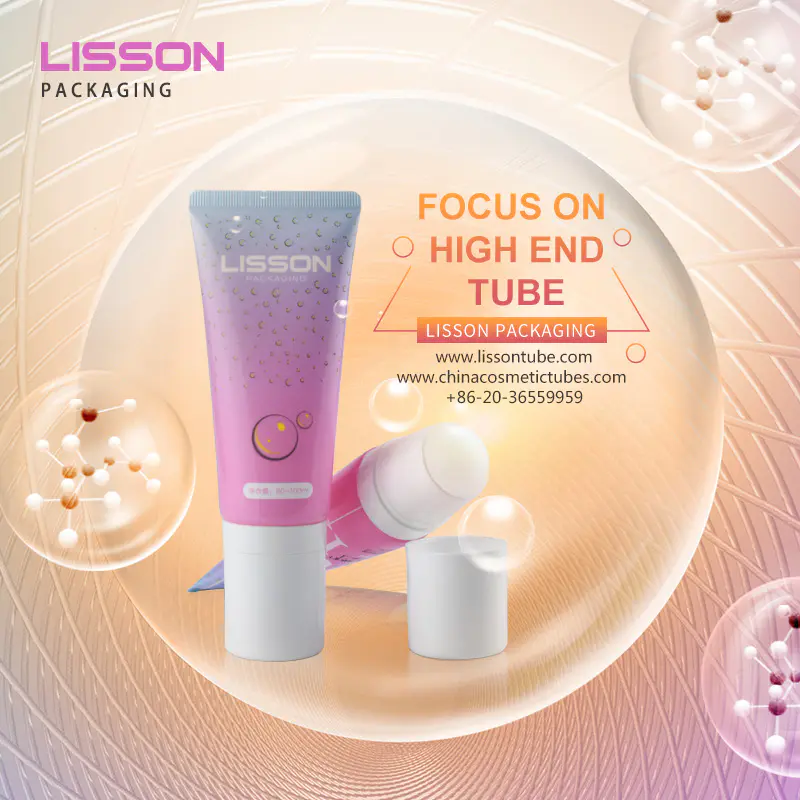 LISSON
PACKAGING
FOCUS ON
HIGH END
TUBE
LISSON PACKAGING
www.lissontube.com
www.chinacosmetictubes.com
+86-20-36559959
LISSON
PACKAGING